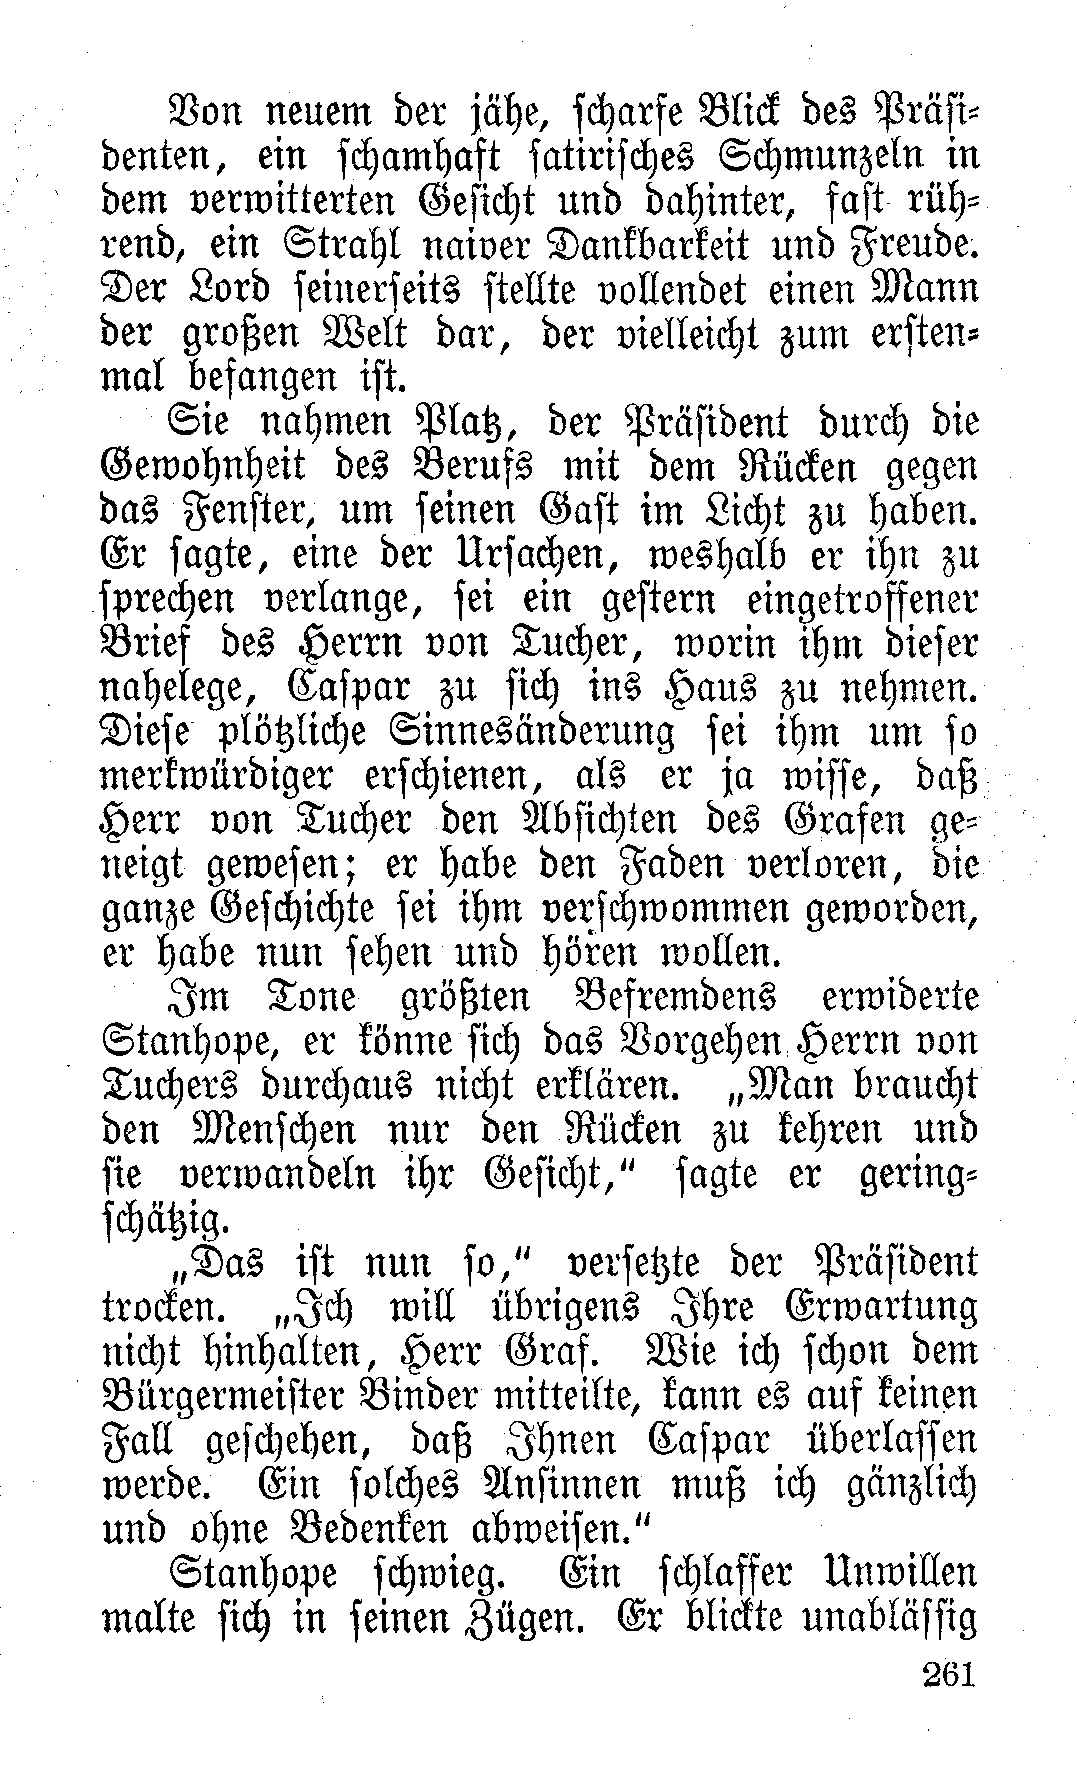 Von neuem der jähe, scharfe Blick des Präsi-
denten, ein schamhaft satirisches Schmunzeln in
dem verwitterten Gesicht und dahinter, fast rüh-
rend, ein Strahl naiver Dankbarkeit und Freude.
Der Lord seinerseits stellte vollendet einen Mann
der großen Welt dar, der vielleicht zum ersten-
mal befangen ist.
Sie nahmen Platz, der Präsident durch die
Gewohnheit des Berufs mit dem Rücken gegen
das Fenster, um seinen Gast im Licht zu haben.
Er sagte, eine der Ursachen, weshalb er ihn zu
sprechen verlange, sei ein gestern eingetroffener
Brief des Herrn von Tucher, worin ihm dieser
nahelege, Caspar zu sich ins Haus zu nehmen.
Diese plötzliche Sinnesänderung sei ihm um so
merkwürdiger erschienen, als er ja wisse, daß
Herr von Tucher den Absichten des Grafen ge-
neigt gewesen; er habe den Faden verloren, die
ganze Geschichte sei ihm verschwommen geworden,
er habe nun sehen und hören wollen.
Im Tone größten Befremdens erwiderte
Stanhope, er könne sich das Vorgehen Herrn von
Tuchers durchaus nicht erklären. „Man braucht
den Menschen nur den Rücken zu kehren und
sie verwandeln ihr Gesicht,“ sagte er gering-
schätzig.
„Das ist nun so,“ versetzte der Präsident
trocken. „Ich will übrigens Ihre Erwartung
nicht hinhalten, Herr Graf. Wie ich schon dem
Bürgermeister Binder mitteilte, kann es auf keinen
Fall geschehen, daß Ihnen Caspar überlassen
werde. Ein solches Ansinnen muß ich gänzlich
und ohne Bedenken abweisen.“
Stanhope schwieg. Ein schlaffer Unwillen
malte sich in seinen Zügen. Er blickte unablässig
261